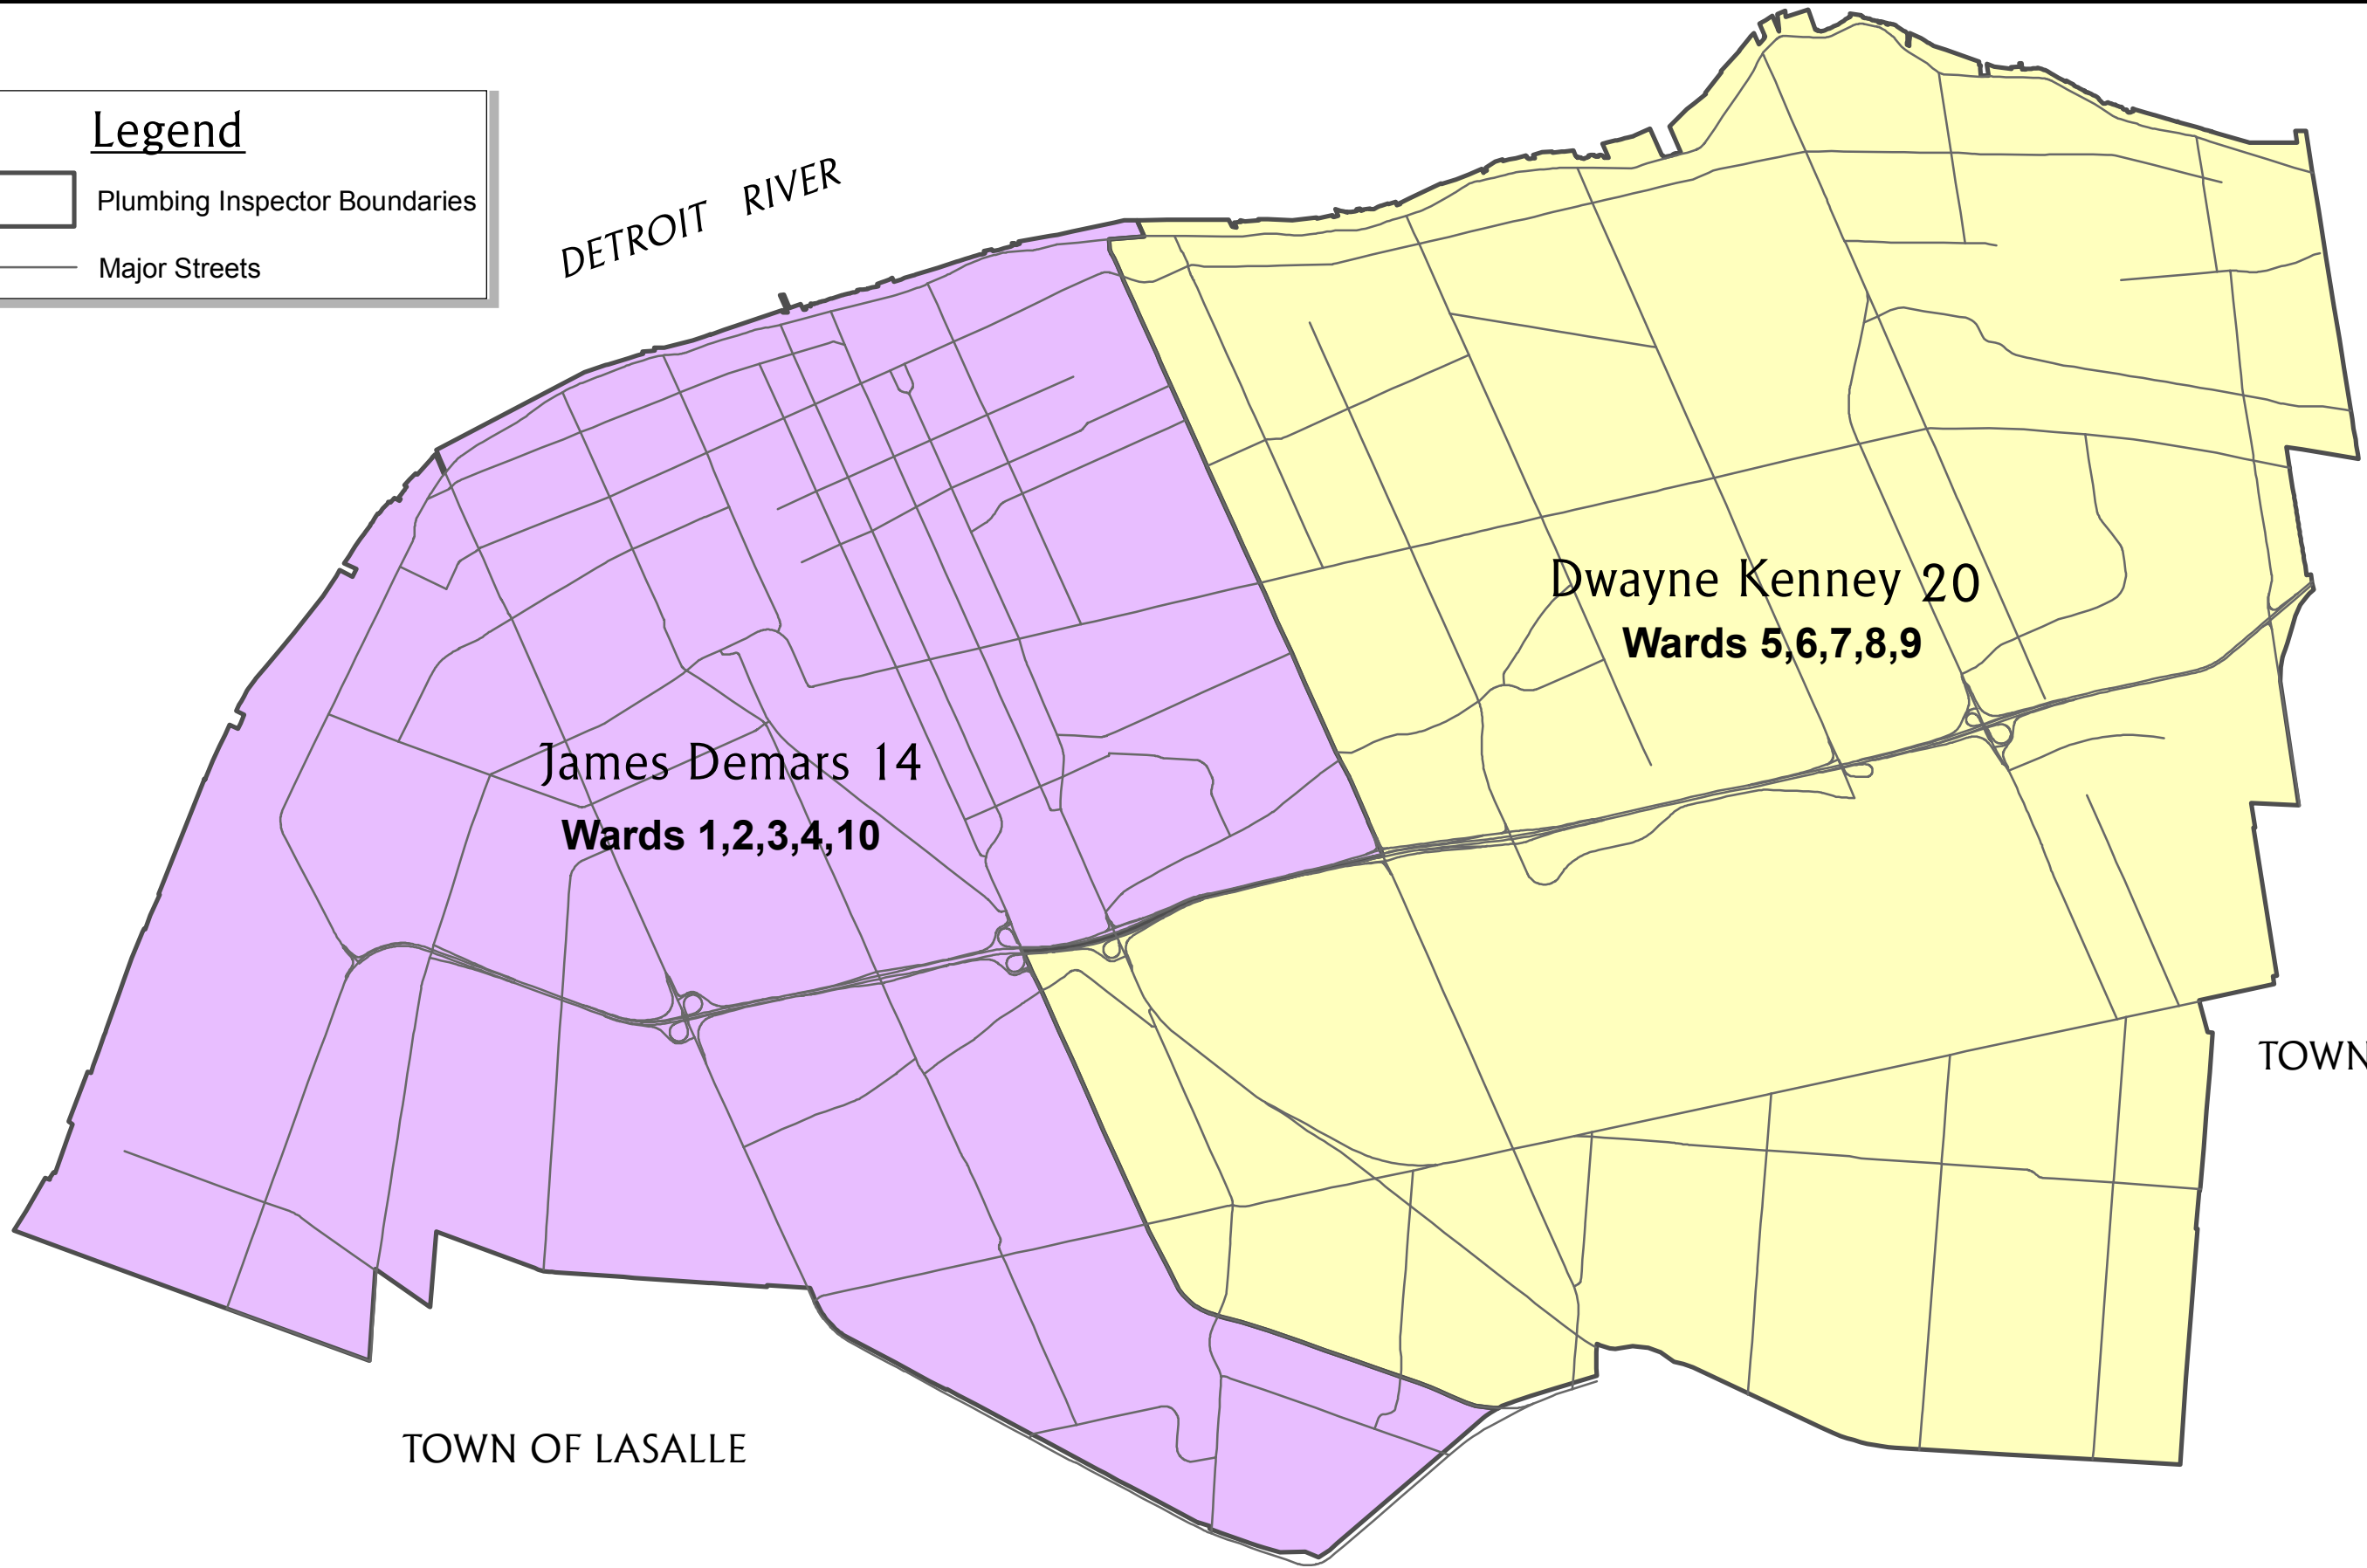 Legend
Plumbing Inspector Boundaries
Major Streets
DETROIT RIVER
Dwayne Kenney 20
Wards 5,6,7,8,9
James Demars 14
Wards 1,2,3,4,10
TOWN
TOWN OF LASALLE